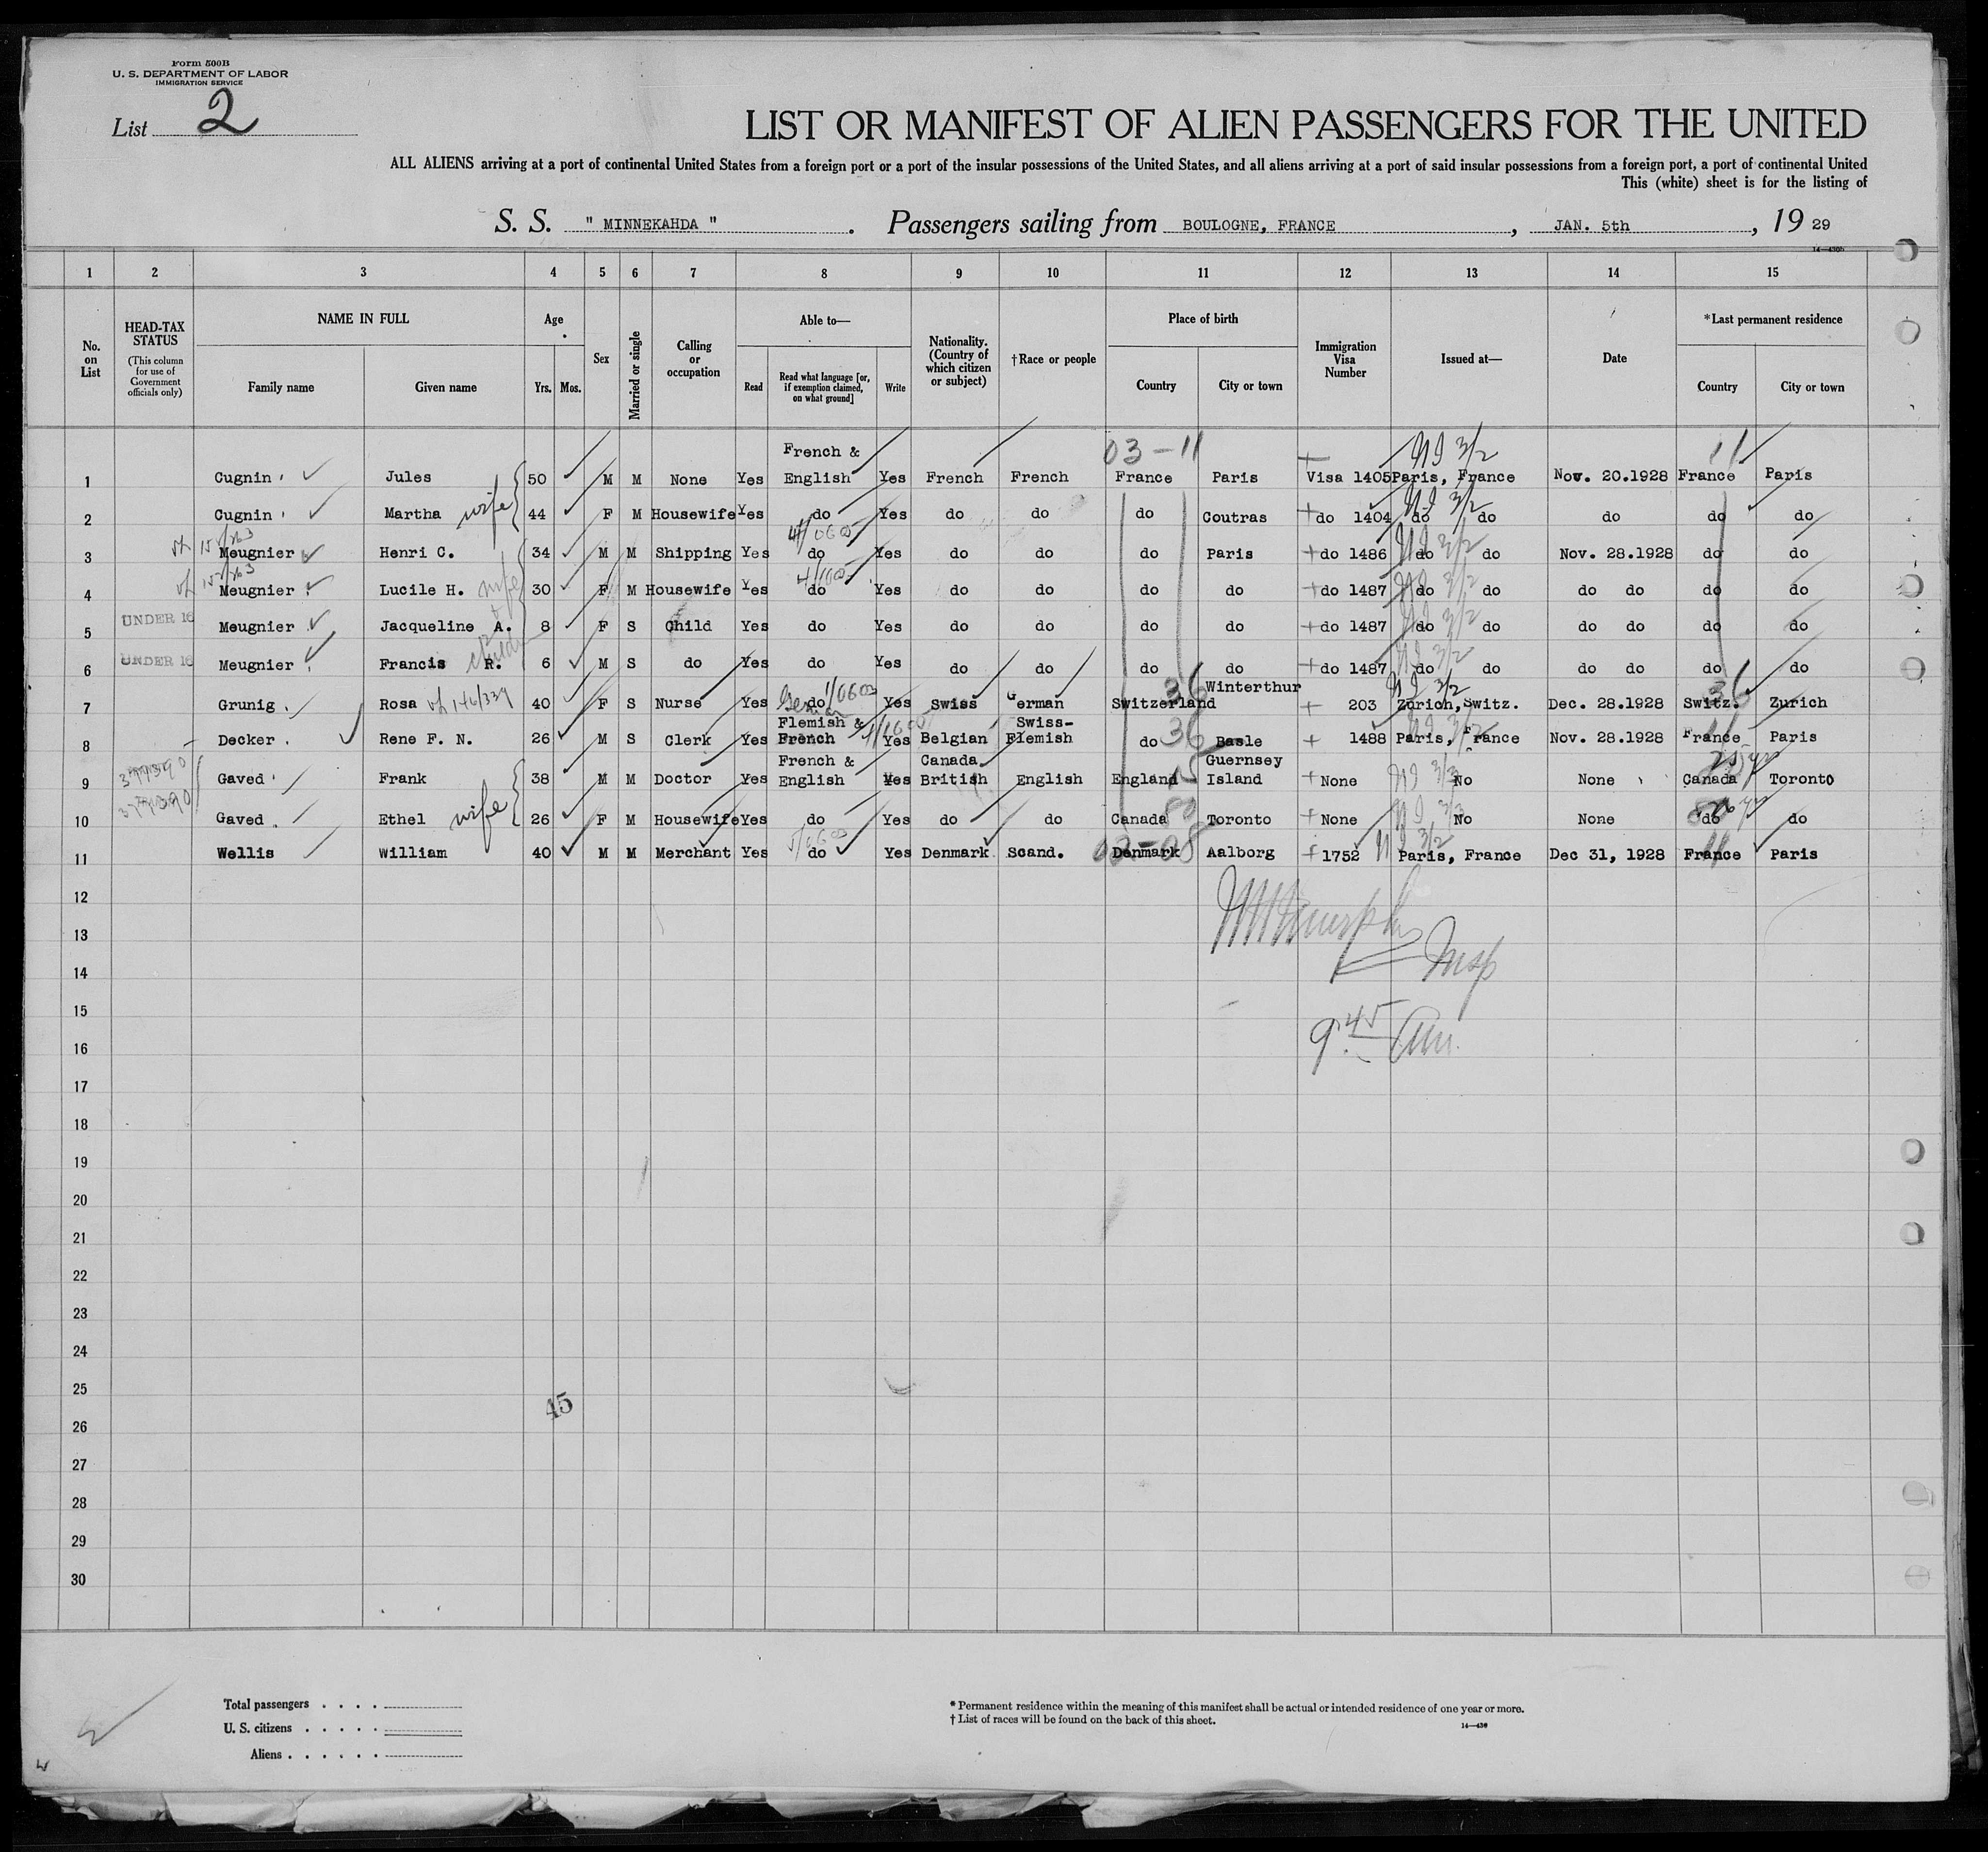 Form 500B
U. S. DEPARTMENT OF LABOR
IMMIGRATION SERVICE
List 2
LIST OR MANIFEST OF ALIEN PASSENGERS FOR THE UNITED
ALL ALIENS arriving at a port of continental United States from a foreign port or a port of the insular possessions of the United States, and all aliens arriving at a port of said insular possessions from a foreign port, a port of continental United
This (white) sheet is for the listing of
S. S. " MINNEKAHDA " . Passengers sailing from BOULOGNE, FRANCE , JAN. 5th , 19 29
1 2 3 4 5 6 7 8 9 10 11 12 13 14 15
No. on List
HEAD-TAX STATUS (This column for use of Government officials only)
NAME IN FULL Family name Given name
Age Yrs. Mos.
Sex
Married or single
Calling or occupation
Able to— Read Read what language [or, if exemption claimed, on what ground] Write
Nationality. (Country of which citizen or subject)
†Race or people
Place of birth Country City or town
Immigration Visa Number
Issued at—
Date
*Last permanent residence Country City or town
03-11 11
1 Cugnin Jules 50 M M None Yes French & English Yes French French France Paris Visa 1405 Paris, France Nov. 20.1928 France Paris
2 Cugnin Martha wife 44 F M Housewife Yes do Yes do do do Coutras do 1404 do do do do do
3 Meugnier Henri C. 34 M M Shipping Yes do Yes do do do Paris do 1486 do do Nov. 28.1928 do do
4 Meugnier Lucile H. wife 30 F M Housewife Yes do Yes do do do do do 1487 do do do do do do
5 UNDER 16 Meugnier Jacqueline A. 8 F S Child Yes do Yes do do do do do 1487 do do do do do do
6 UNDER 16 Meugnier Francis R. 6 M S do Yes do Yes do do do do do 1487 do do do do do do
7 Grunig Rosa 40 F S Nurse Yes do German Yes Swiss German Switzerland 36 Winterthur 203 Zurich, Switz. Dec. 28.1928 Switz. 36 Zurich
8 Decker Rene F. N. 26 M S Clerk Yes Flemish & French Yes Belgian Swiss-Flemish do 36 Basle 1488 Paris, France Nov. 28.1928 France Paris
9 Gaved Frank 38 M M Doctor Yes French & English Yes Canada British English England Guernsey Island None No None Canada Toronto
10 Gaved Ethel wife 26 F M Housewife Yes do Yes do do Canada Toronto None No None do do
11 Wellis William 40 M M Merchant Yes do Yes Denmark Scand. Denmark Aalborg 1752 Paris, France Dec 31, 1928 France Paris
12
13
Insp
14
15
9.45 am.
16
17
18
19
20
21
22
23
24
25
45
26
27
28
29
30
Total passengers . . . .
U. S. citizens . . . . .
Aliens . . . . . .
* Permanent residence within the meaning of this manifest shall be actual or intended residence of one year or more.
† List of races will be found on the back of this sheet.
14—430